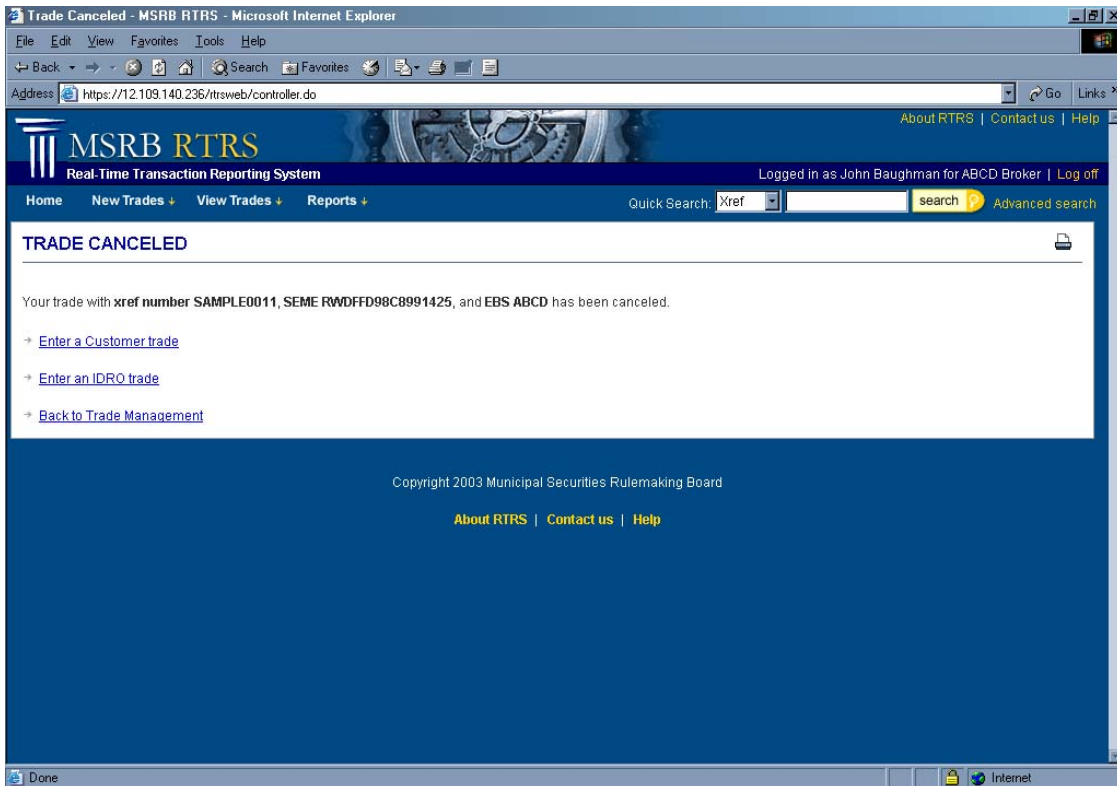 Trade Canceled - MSRB RTRS - Microsoft Internet Explorer
File Edit View Favorites Tools Help
Back Search Favorites
Address https://12.109.140.236/rtrsweb/controller.do Go Links »
About RTRS | Contact us | Help
MSRB RTRS
Real-Time Transaction Reporting System Logged in as John Baughman for ABCD Broker | Log off
Home New Trades ↓ View Trades ↓ Reports ↓ Quick Search: Xref search Advanced search
TRADE CANCELED
Your trade with xref number SAMPLE0011, SEME RWDFFD98C8991425, and EBS ABCD has been canceled.
Enter a Customer trade
Enter an IDRO trade
Back to Trade Management
Copyright 2003 Municipal Securities Rulemaking Board
About RTRS | Contact us | Help
Done Internet